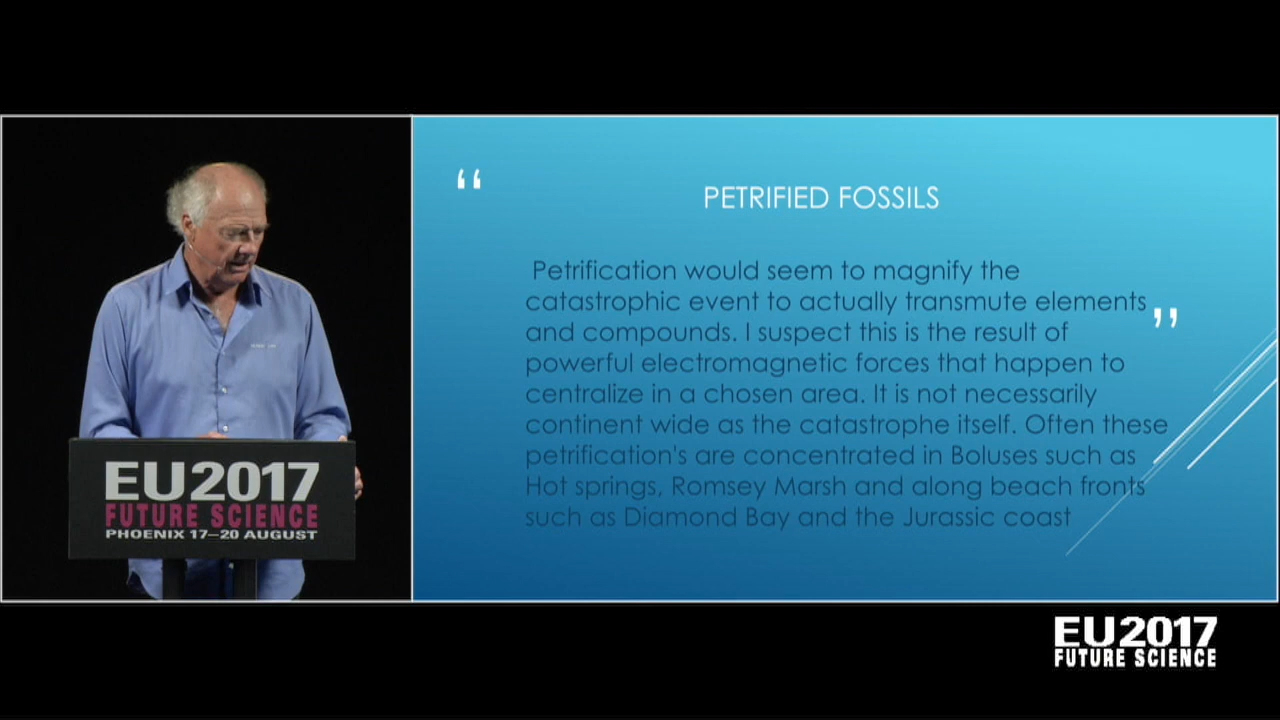 “
PETRIFIED FOSSILS
Petrification would seem to magnify the
catastrophic event to actually transmute elements
and compounds. I suspect this is the result of
powerful electromagnetic forces that happen to
centralize in a chosen area. It is not necessarily
continent wide as the catastrophe itself. Often these
petrification's are concentrated in Boluses such as
Hot springs, Romsey Marsh and along beach fronts
such as Diamond Bay and the Jurassic coast
”
EU2017
FUTURE SCIENCE
PHOENIX 17–20 AUGUST
EU2017
FUTURE SCIENCE